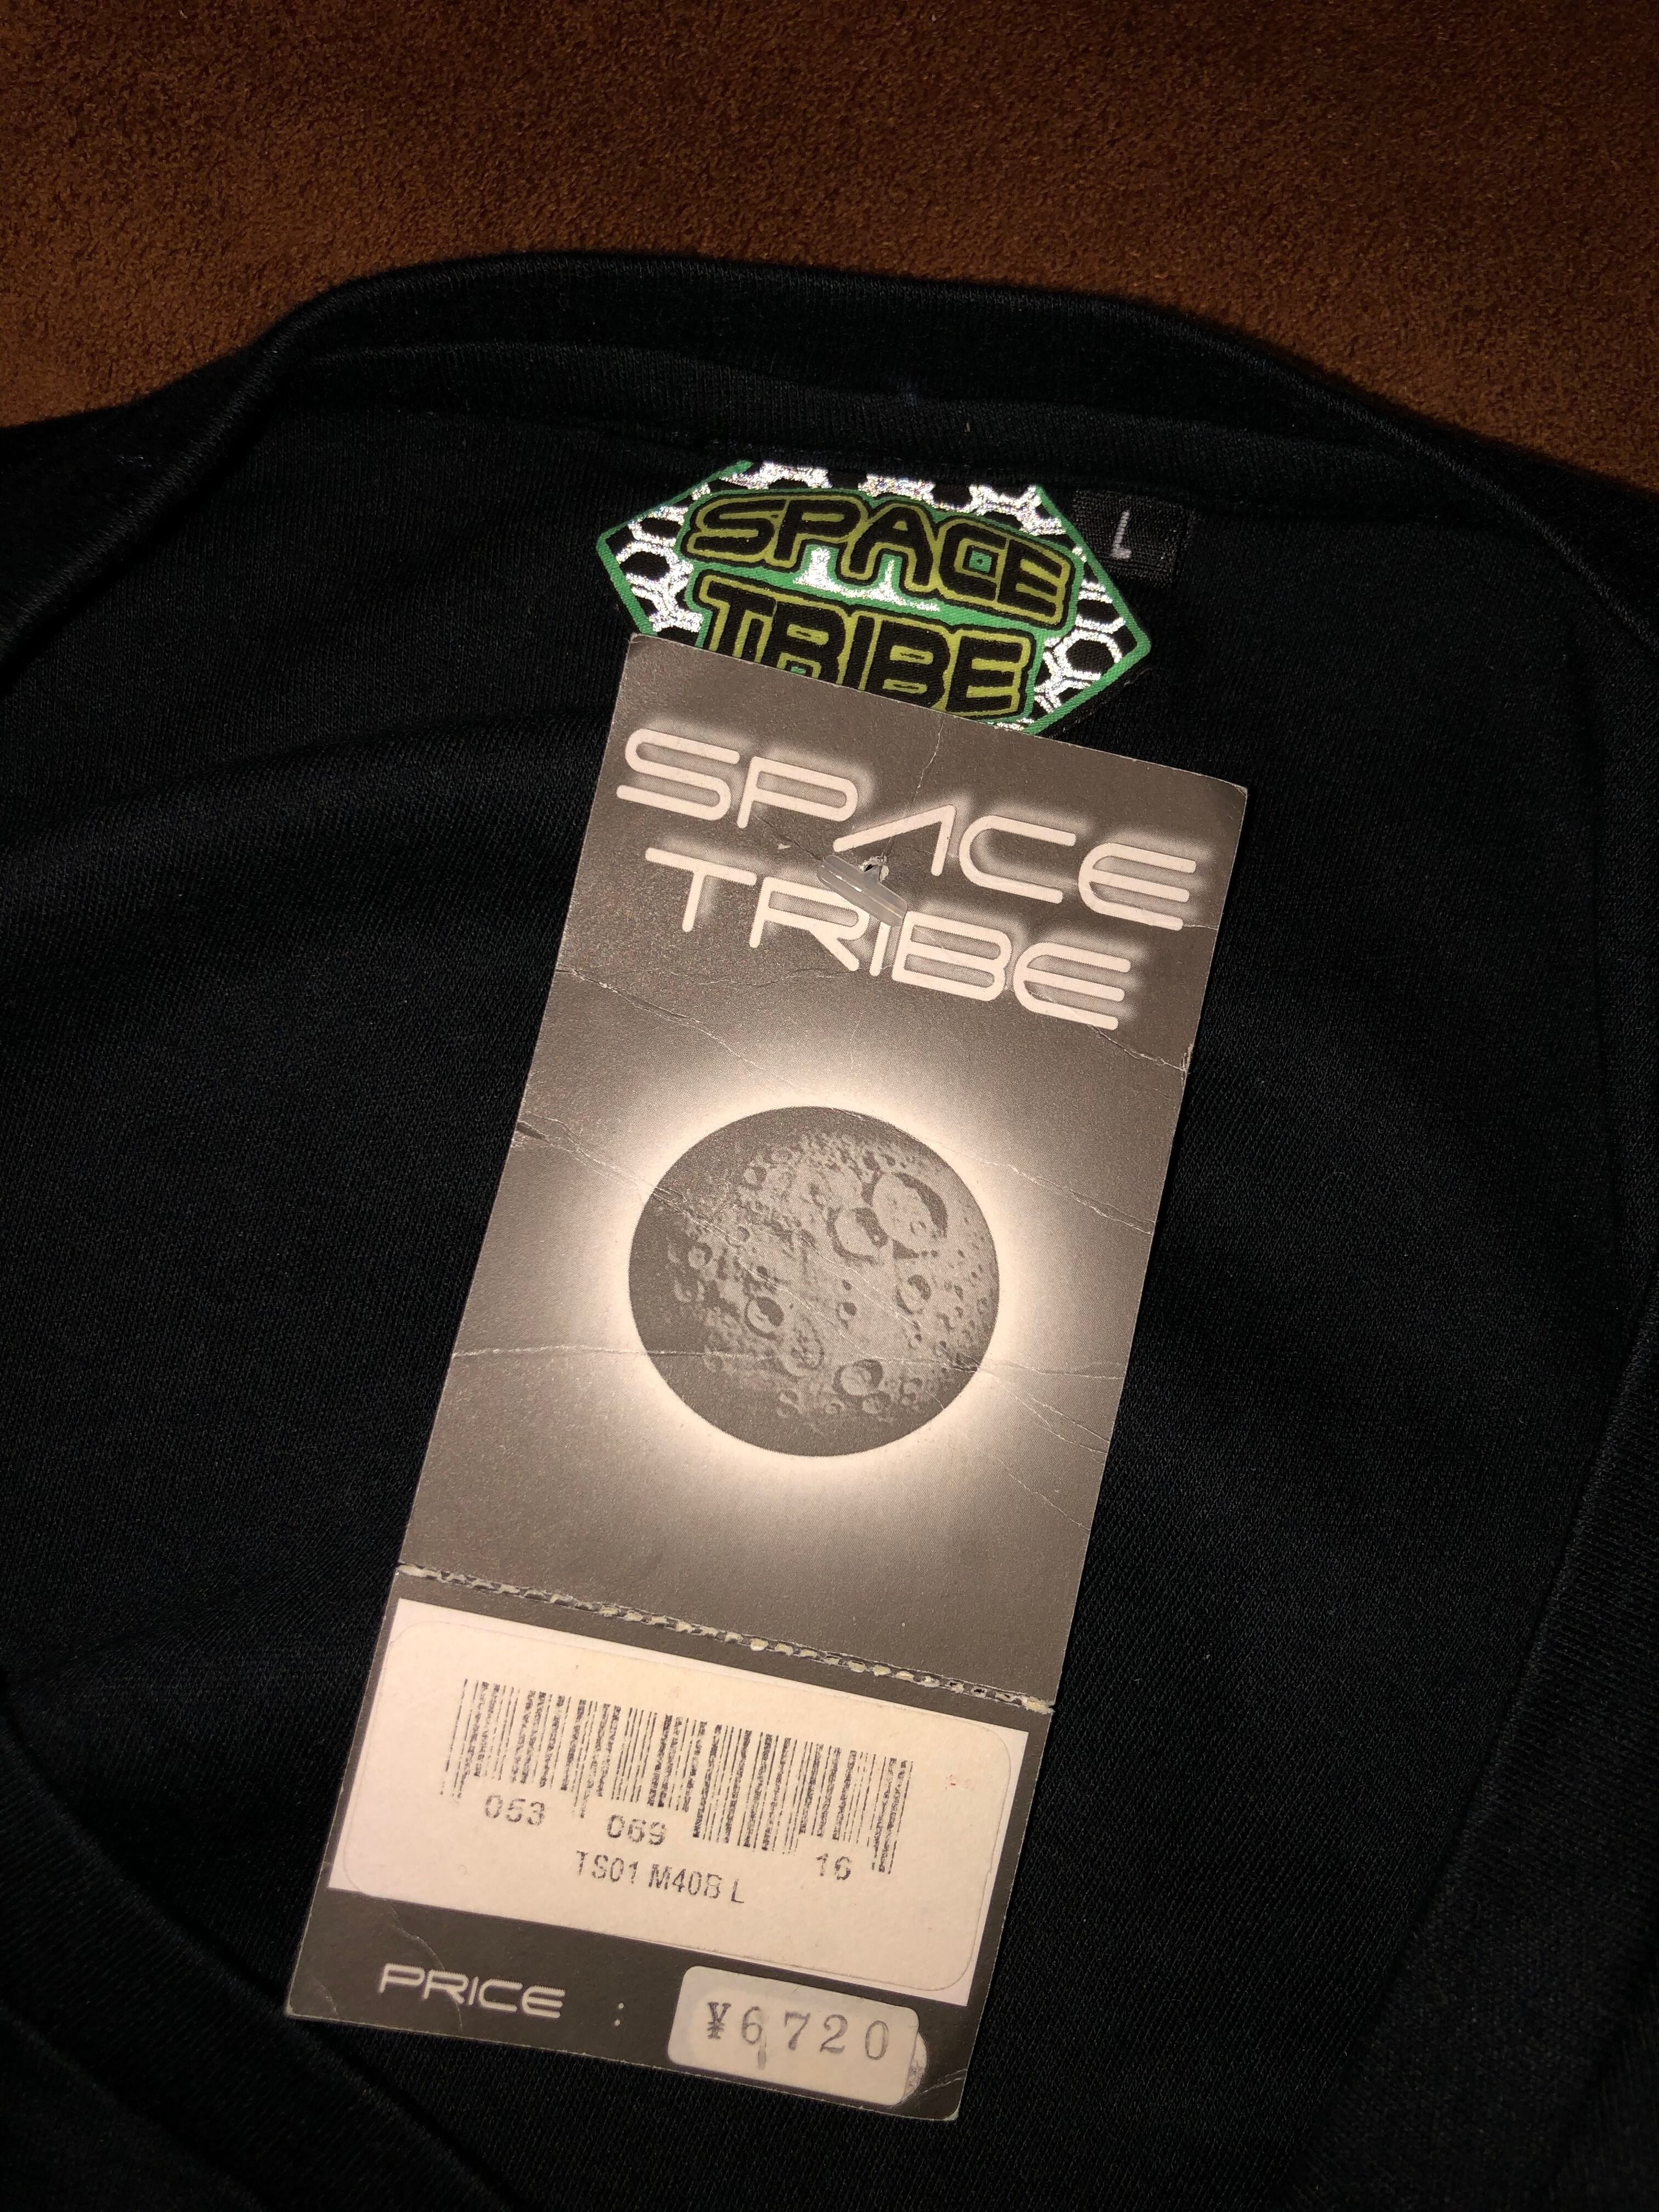 SPACE
TRIBE
L
SPACE
TRIBE
053
069
16
TS01 M40B L
PRICE :
¥6720